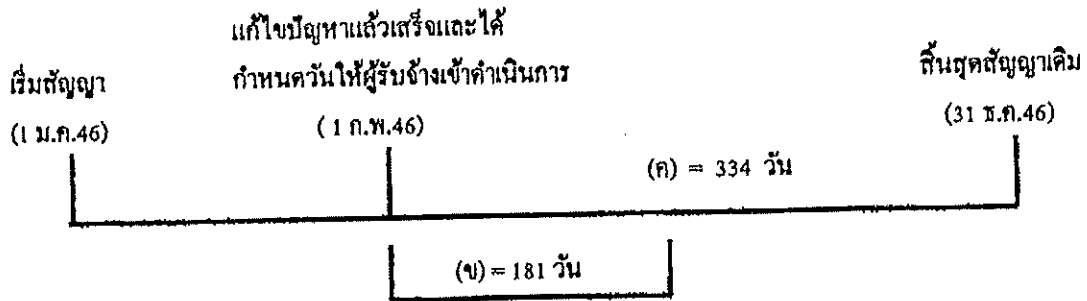 แก้ไขปัญหาแล้วเสร็จและได้
กำหนดวันให้ผู้รับจ้างเข้าดำเนินการ
(1 ก.พ.46)
เริ่มสัญญา
(1 ม.ค.46)
สิ้นสุดสัญญาเดิม
(31 ธ.ค.46)
(ค) = 334 วัน
(ข) = 181 วัน